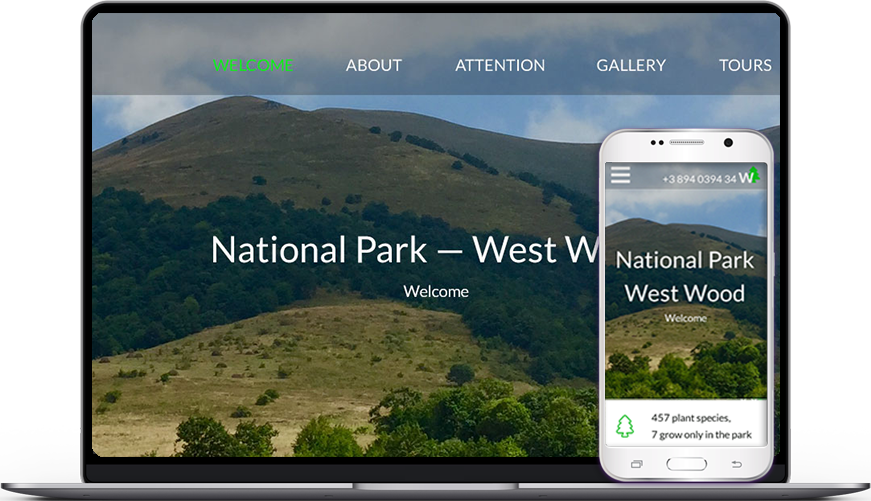 WELCOME ABOUT ATTENTION GALLERY TOURS
National Park — West W
Welcome
+3 894 0394 34 W
National Park
West Wood
Welcome
457 plant species,
7 grow only in the park